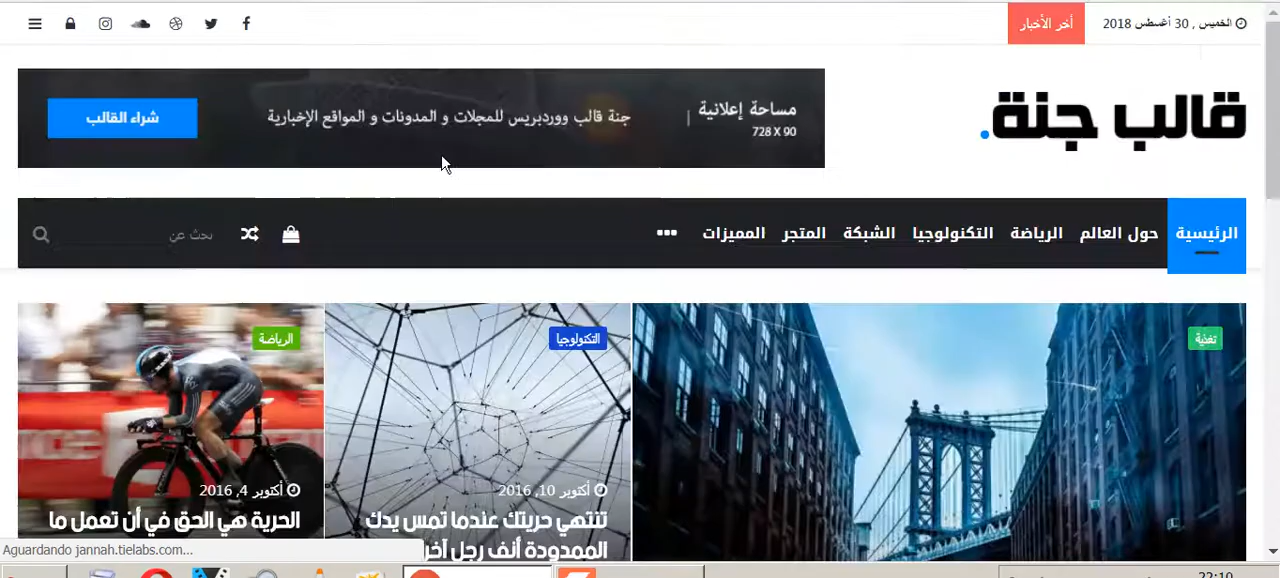 الخميس , 30 أغسطس 2018
أخر الأخبار
قالب جنة.
مساحة إعلانية
728 X 90
جنة قالب ووردبريس للمجلات و المدونات و المواقع الإخبارية
شراء القالب
الرئيسية
حول العالم
الرياضة
التكنولوجيا
الشبكة
المتجر
المميزات
بحث عن
تغذية
التكنولوجيا
أكتوبر 10, 2016
تنتهي حريتك عندما تمس يدك
الممدودة أنف رجل آخر
الرياضة
أكتوبر 4, 2016
الحرية هي الحق في أن تعمل ما
Aguardando jannah.tielabs.com...
22:10